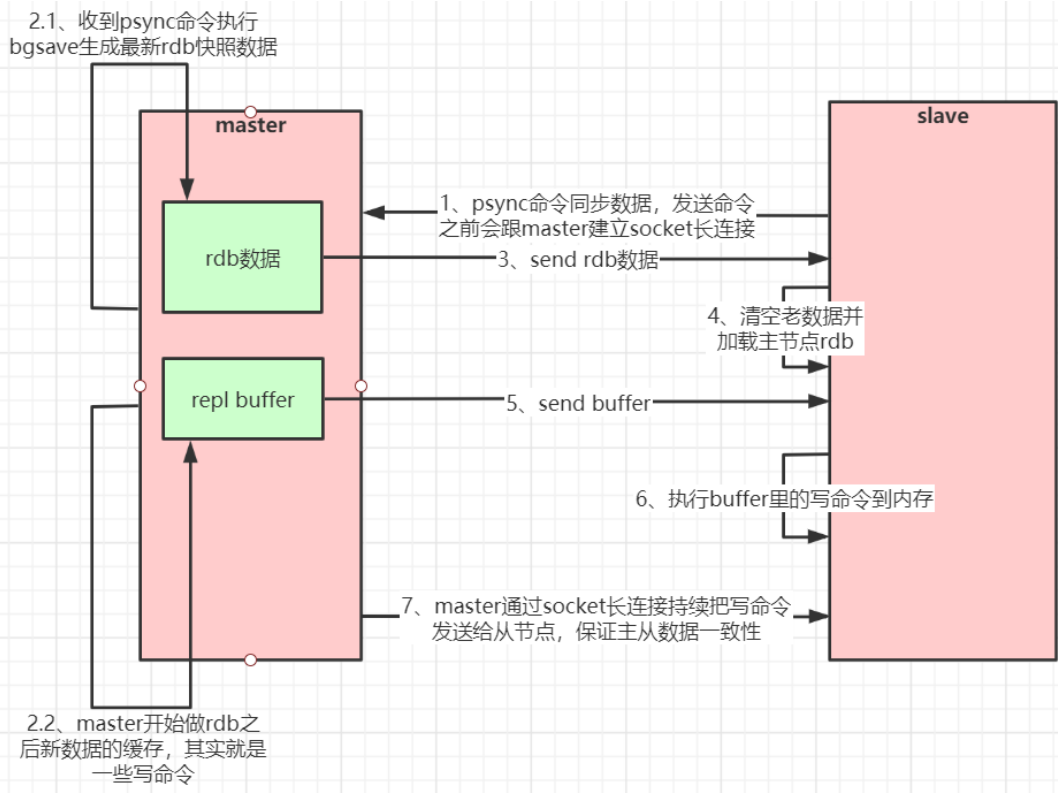 2.1、收到psync命令执行
bgsave生成最新rdb快照数据
master
slave
1、psync命令同步数据，发送命令
之前会跟master建立socket长连接
rdb数据
3、send rdb数据
4、清空老数据并
加载主节点rdb
repl buffer
5、send buffer
6、执行buffer里的写命令到内存
7、master通过socket长连接持续把写命令
发送给从节点，保证主从数据一致性
2.2、master开始做rdb之
后新数据的缓存，其实就是
一些写命令